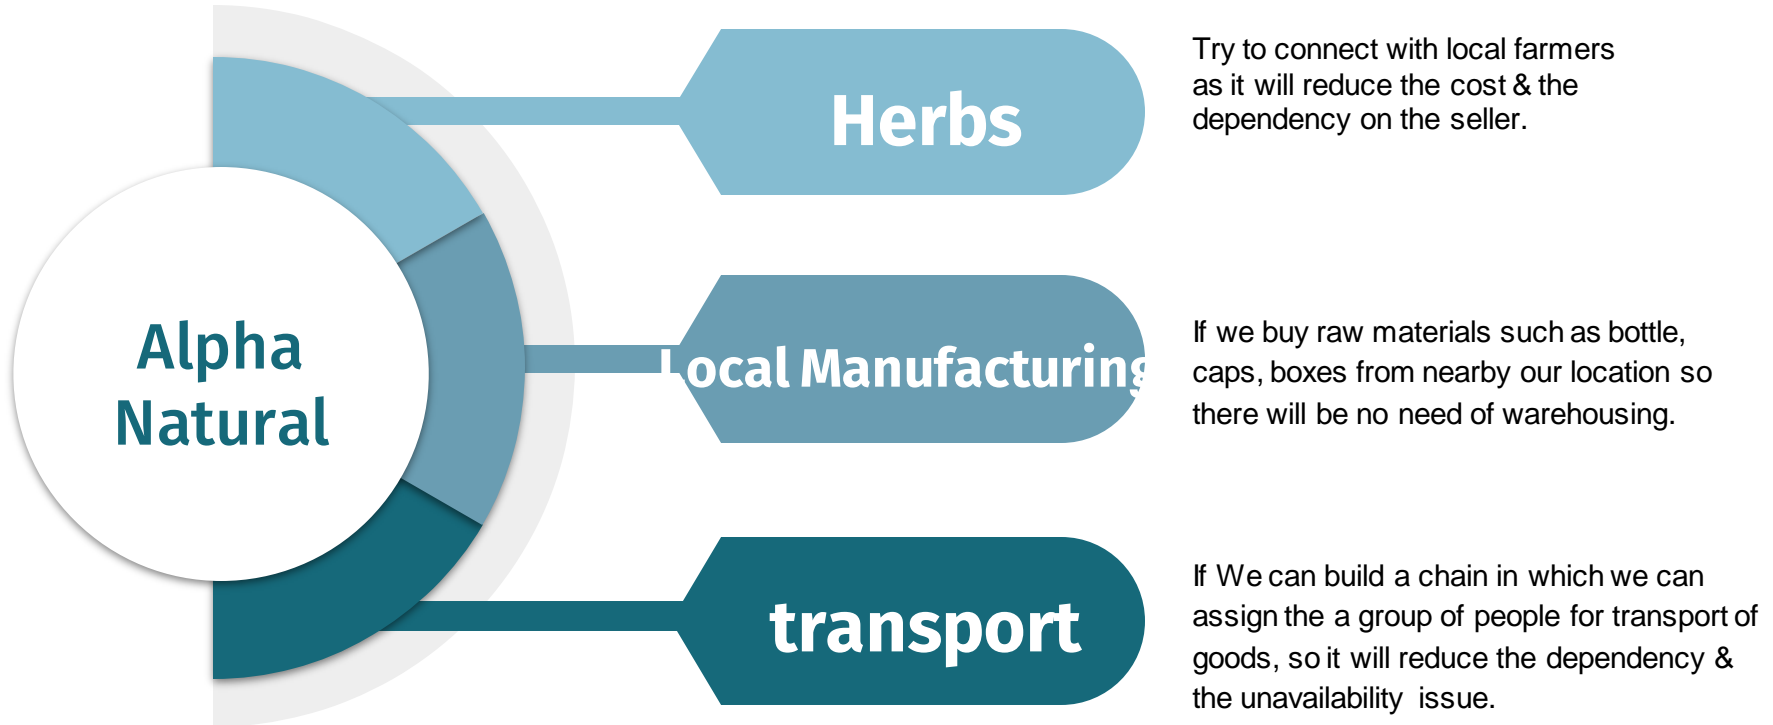 Alpha
Natural
Herbs
Try to connect with local farmers
as it will reduce the cost & the
dependency on the seller.
Local Manufacturing
If we buy raw materials such as bottle,
caps, boxes from nearby our location so
there will be no need of warehousing.
transport
If We can build a chain in which we can
assign the a group of people for transport of
goods, so it will reduce the dependency &
the unavailability issue.